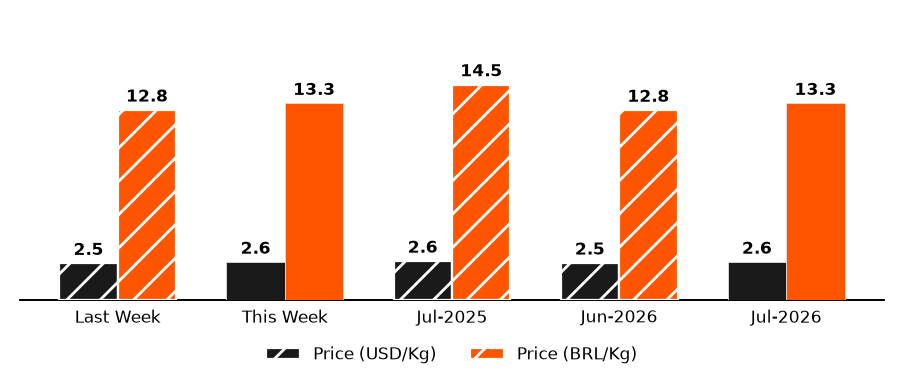 14.5
12.8 13.3 12.8 13.3
2.5 2.6 2.6 2.5 2.6
Last Week This Week Jul-2025 Jun-2026 Jul-2026
Price (USD/Kg) Price (BRL/Kg)